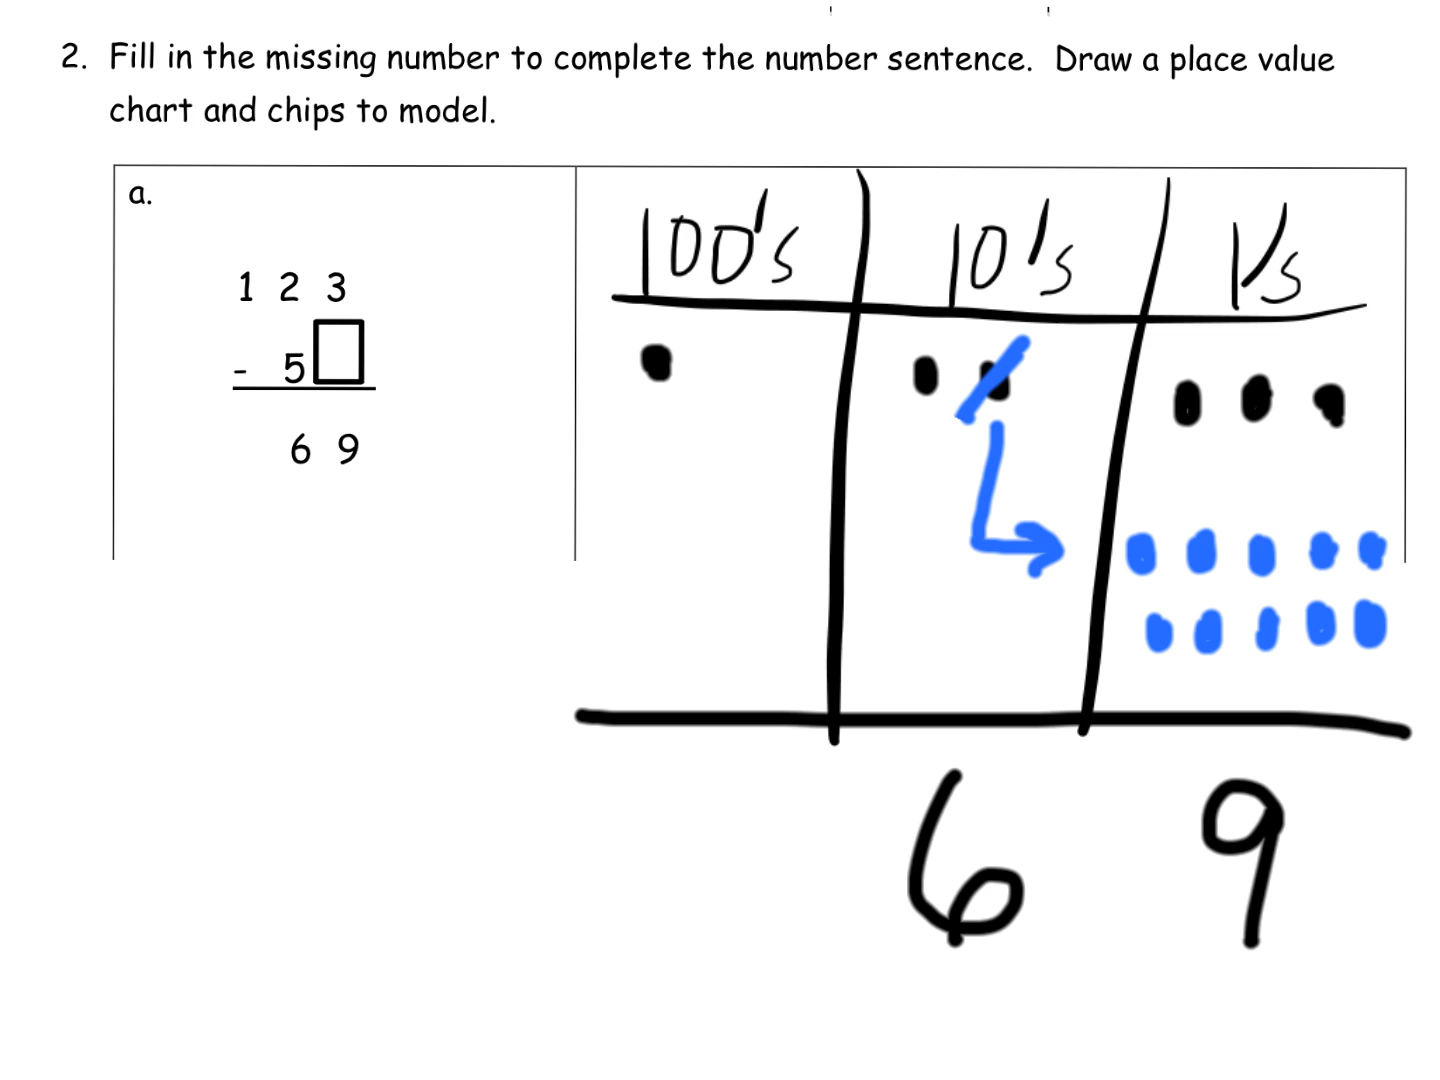 2. Fill in the missing number to complete the number sentence. Draw a place value
chart and chips to model.
a.
1 2 3
- 5
6 9
100's 10's 1's
6 9